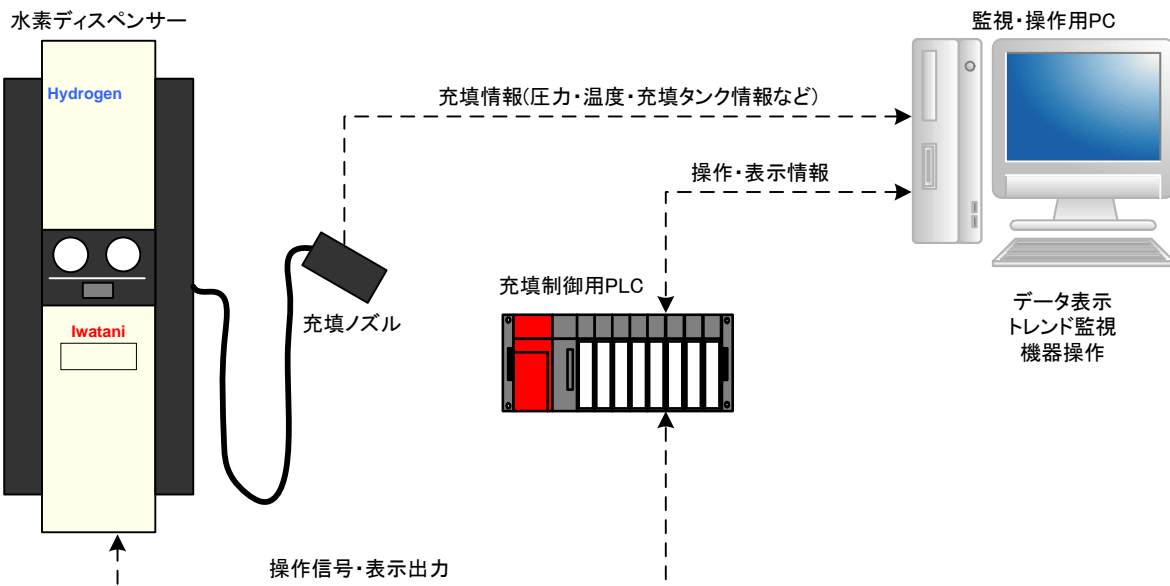 水素ディスペンサー
監視・操作用PC
Hydrogen
充填情報(圧力・温度・充填タンク情報など)
操作・表示情報
充填制御用PLC
充填ノズル
Iwatani
データ表示
トレンド監視
機器操作
操作信号・表示出力